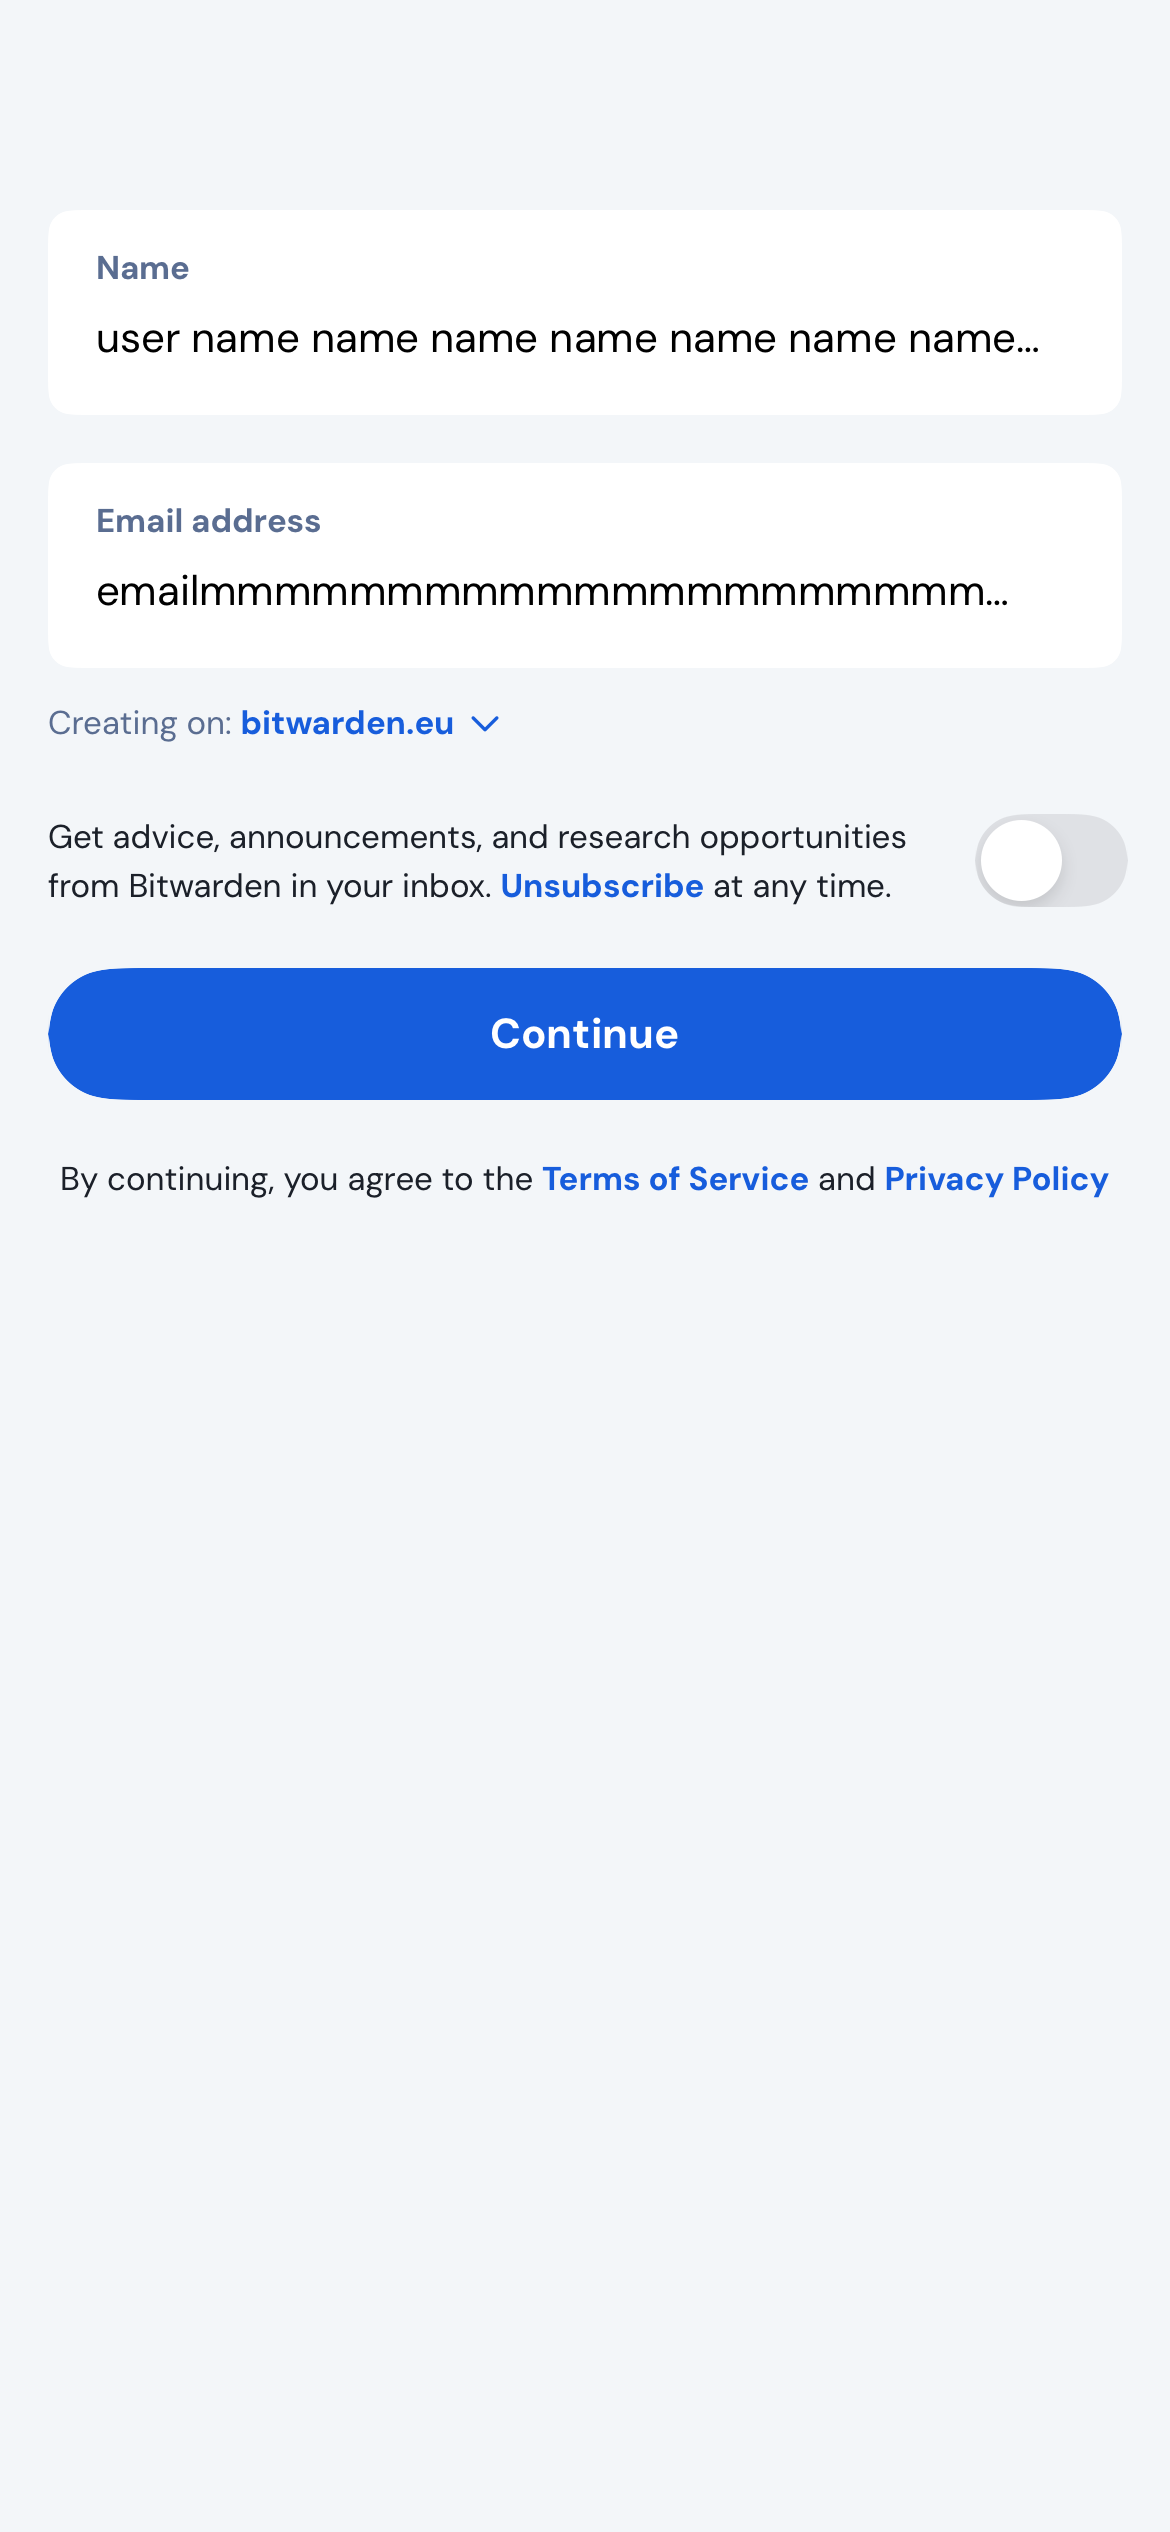 Name
user name name name name name name name...
Email address
emailmmmmmmmmmmmmmmmmmmmmm...
Creating on: bitwarden.eu
Get advice, announcements, and research opportunities
from Bitwarden in your inbox. Unsubscribe at any time.
Continue
By continuing, you agree to the Terms of Service and Privacy Policy